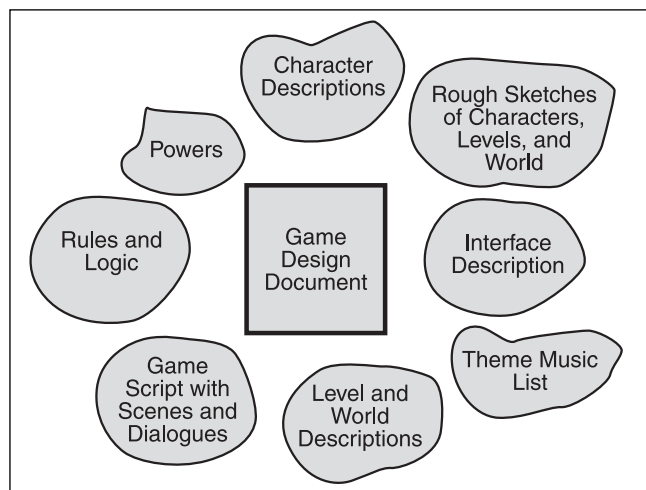 Character
Descriptions
Rough Sketches
of Characters,
Levels, and
World
Powers
Rules and
Logic
Game
Design
Document
Interface
Description
Theme Music
List
Game
Script with
Scenes and
Dialogues
Level and
World
Descriptions